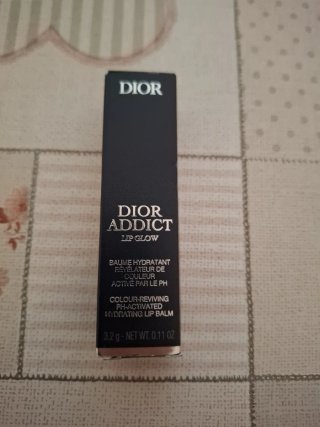 DIOR
DIOR
ADDICT
LIP GLOW
BAUME HYDRATANT
RÉVÉLATEUR DE
COULEUR
ACTIVÉ PAR LE PH
COLOUR-REVIVING
PH-ACTIVATED
HYDRATING LIP BALM
3.2 g - NET WT. 0.11 OZ